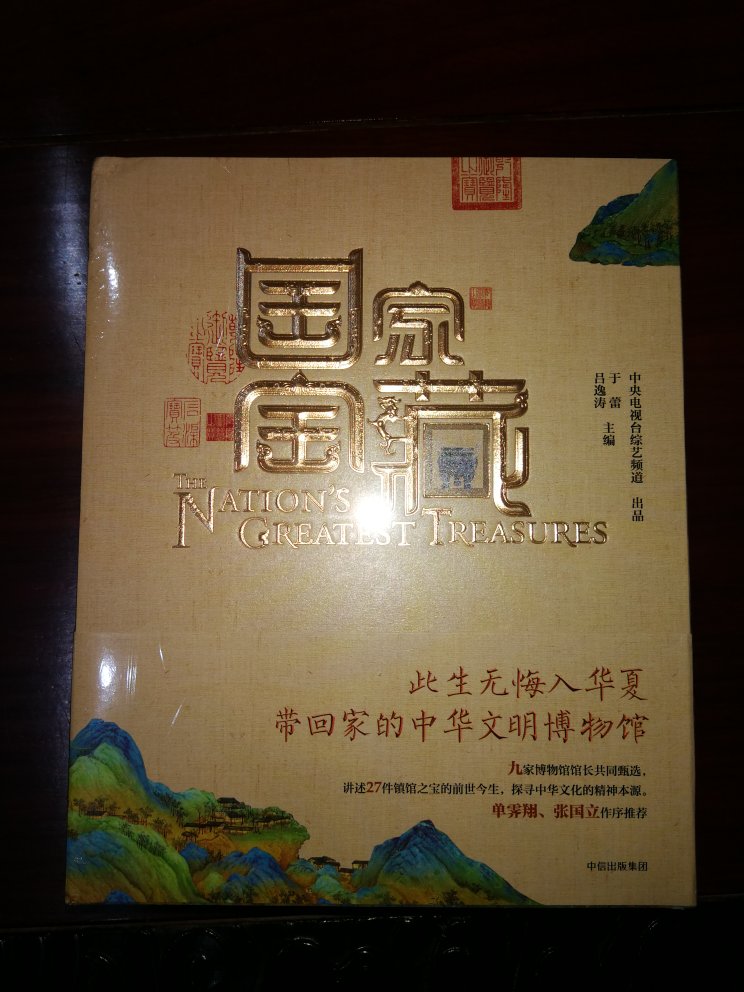 国家
宝藏
THE
NATION'S
GREATEST TREASURES
中央电视台综艺频道 出品
于蕾
吕逸涛 主编
此生无悔入华夏
带回家的中华文明博物馆
九家博物馆馆长共同甄选，
讲述27件镇馆之宝的前世今生，探寻中华文化的精神本源。
单霁翔、张国立作序推荐
中信出版集团